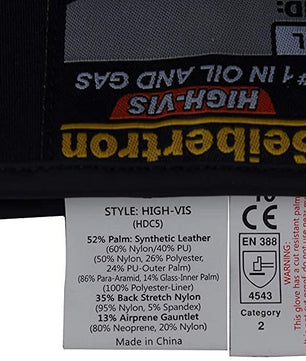 #1 IN OIL AND GAS
HIGH-VIS
eibertron
STYLE: HIGH-VIS
(HDC5)
52% Palm: Synthetic Leather
(60% Nylon/40% PU)
(50% Nylon, 26% Polyester,
24% PU-Outer Palm)
(86% Para-Aramid, 14% Glass-Inner Palm)
(100% Polyester-Lining)
35% Back Stretch Nylon
(95% Nylon, 5% Spandex)
13% Airprene Gauntlet
(80% Neoprene, 20% Nylon)
Made in China
CE
EN 388
4543
Category
2
WARNING:
This glove has a cut resistant palm